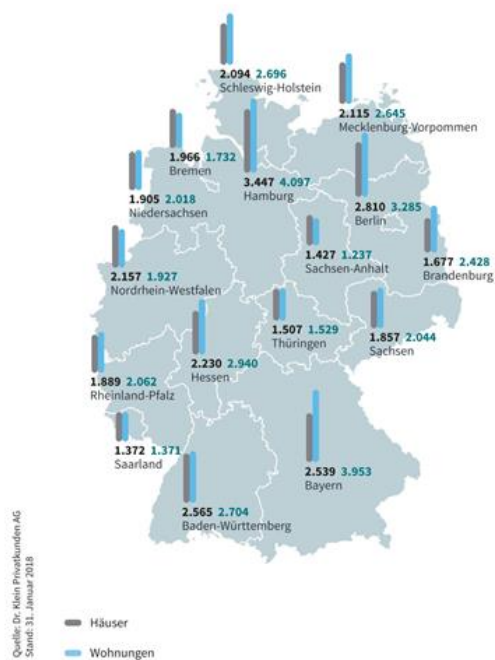 2.094 2.696
Schleswig-Holstein
2.115 2.645
Mecklenburg-Vorpommen
1.966 1.732
Bremen
3.447 4.097
Hamburg
1.905 2.018
Niedersachsen
2.810 3.285
Berlin
1.427 1.237
Sachsen-Anhalt
1.677 2.428
Brandenburg
2.157 1.927
Nordrhein-Westfalen
1.507 1.529
Thüringen
1.857 2.044
Sachsen
2.230 2.940
Hessen
1.889 2.062
Rheinland-Pfalz
1.372 1.371
Saarland
2.539 3.953
Bayern
2.565 2.704
Baden-Württemberg
Quelle: Dr. Klein Privatkunden AG
Stand: 31. Januar 2018
Häuser
Wohnungen